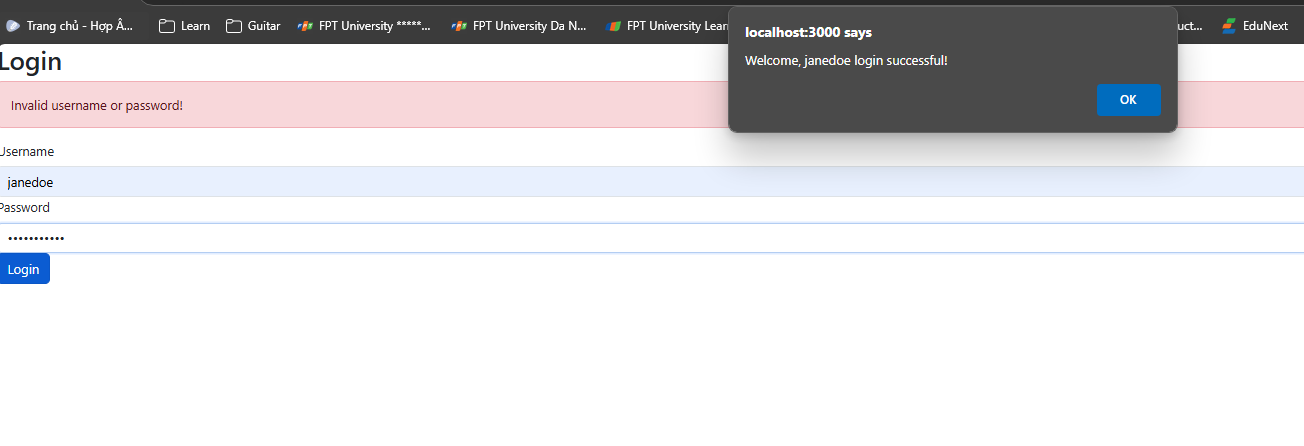 Trang chủ - Hợp Â...
Learn
Guitar
FPT University *****...
FPT University Da N...
FPT University Lear
uct...
EduNext
localhost:3000 says
Welcome, janedoe login successful!
OK
Login
Invalid username or password!
Username
janedoe
Password
•••••••••••
Login